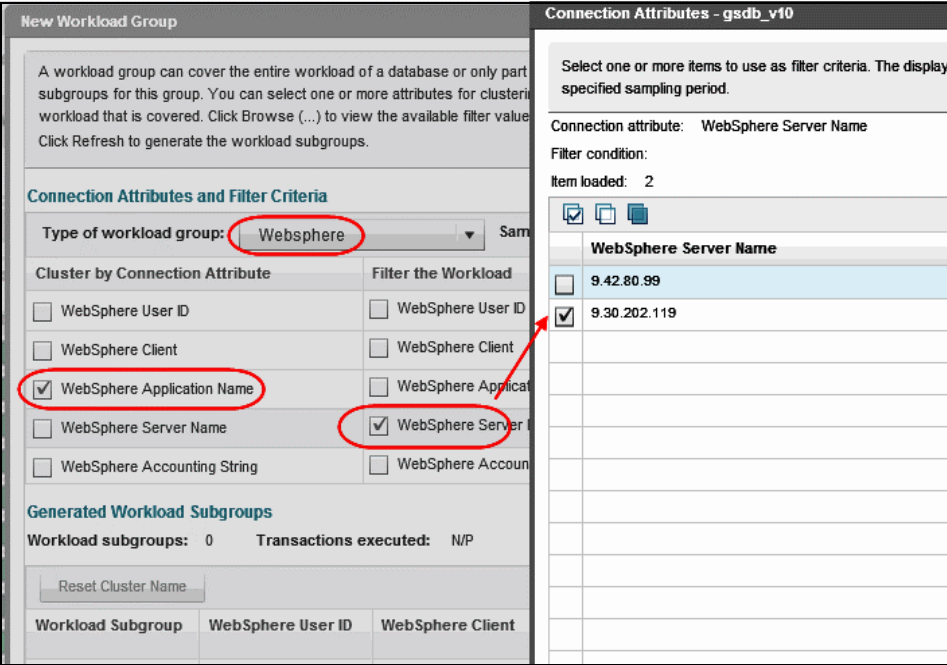 New Workload Group
A workload group can cover the entire workload of a database or only part
subgroups for this group. You can select one or more attributes for clusterin
workload that is covered. Click Browse (...) to view the available filter value
Click Refresh to generate the workload subgroups.
Connection Attributes and Filter Criteria
Type of workload group: Websphere Sam
Cluster by Connection Attribute Filter the Workload
WebSphere User ID WebSphere User ID
WebSphere Client WebSphere Client
WebSphere Application Name WebSphere Applicat
WebSphere Server Name WebSphere Server
WebSphere Accounting String WebSphere Accoun
Generated Workload Subgroups
Workload subgroups: 0 Transactions executed: N/P
Reset Cluster Name
Workload Subgroup WebSphere User ID WebSphere Client
Connection Attributes - gsdb_v10
Select one or more items to use as filter criteria. The display
specified sampling period.
Connection attribute: WebSphere Server Name
Filter condition:
Item loaded: 2
WebSphere Server Name
9.42.80.99
9.30.202.119